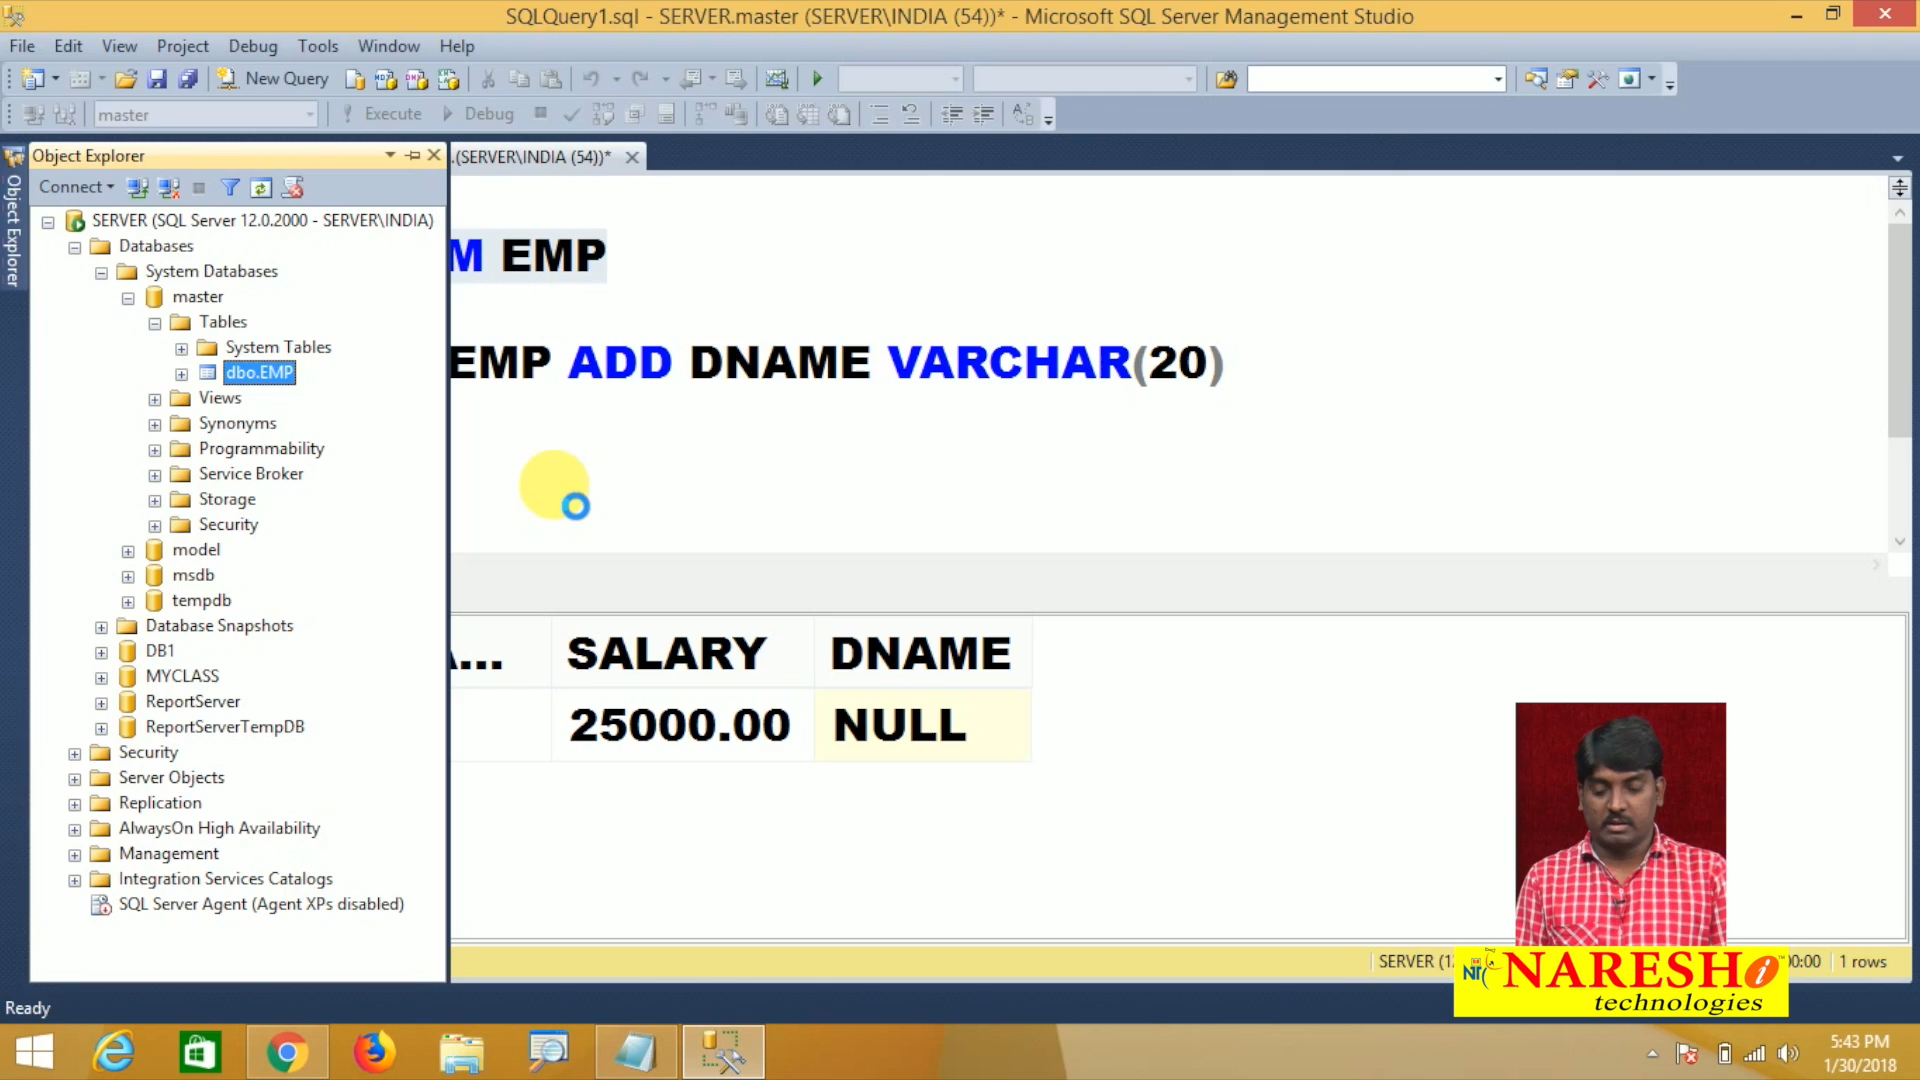 SQLQuery1.sql - SERVER.master (SERVER\INDIA (54))* - Microsoft SQL Server Management Studio
File Edit View Project Debug Tools Window Help
New Query
master Execute Debug
Object Explorer
Object Explorer
.(SERVER\INDIA (54))*
Connect
SERVER (SQL Server 12.0.2000 - SERVER\INDIA)
Databases
System Databases
master
Tables
System Tables
dbo.EMP
Views
Synonyms
Programmability
Service Broker
Storage
Security
model
msdb
tempdb
Database Snapshots
DB1
MYCLASS
ReportServer
ReportServerTempDB
Security
Server Objects
Replication
AlwaysOn High Availability
Management
Integration Services Catalogs
SQL Server Agent (Agent XPs disabled)
M EMP
EMP ADD DNAME VARCHAR(20)
A... SALARY DNAME
25000.00 NULL
SERVER (1 00:00 1 rows
NARESH i
technologies
Ready
5:43 PM
1/30/2018